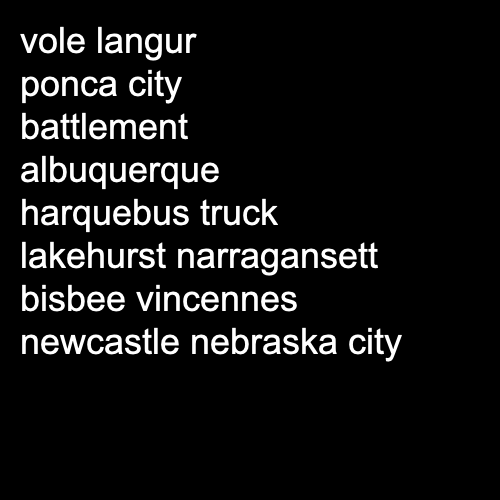 vole langur
ponca city
battlement
albuquerque
harquebus truck
lakehurst narragansett
bisbee vincennes
newcastle nebraska city